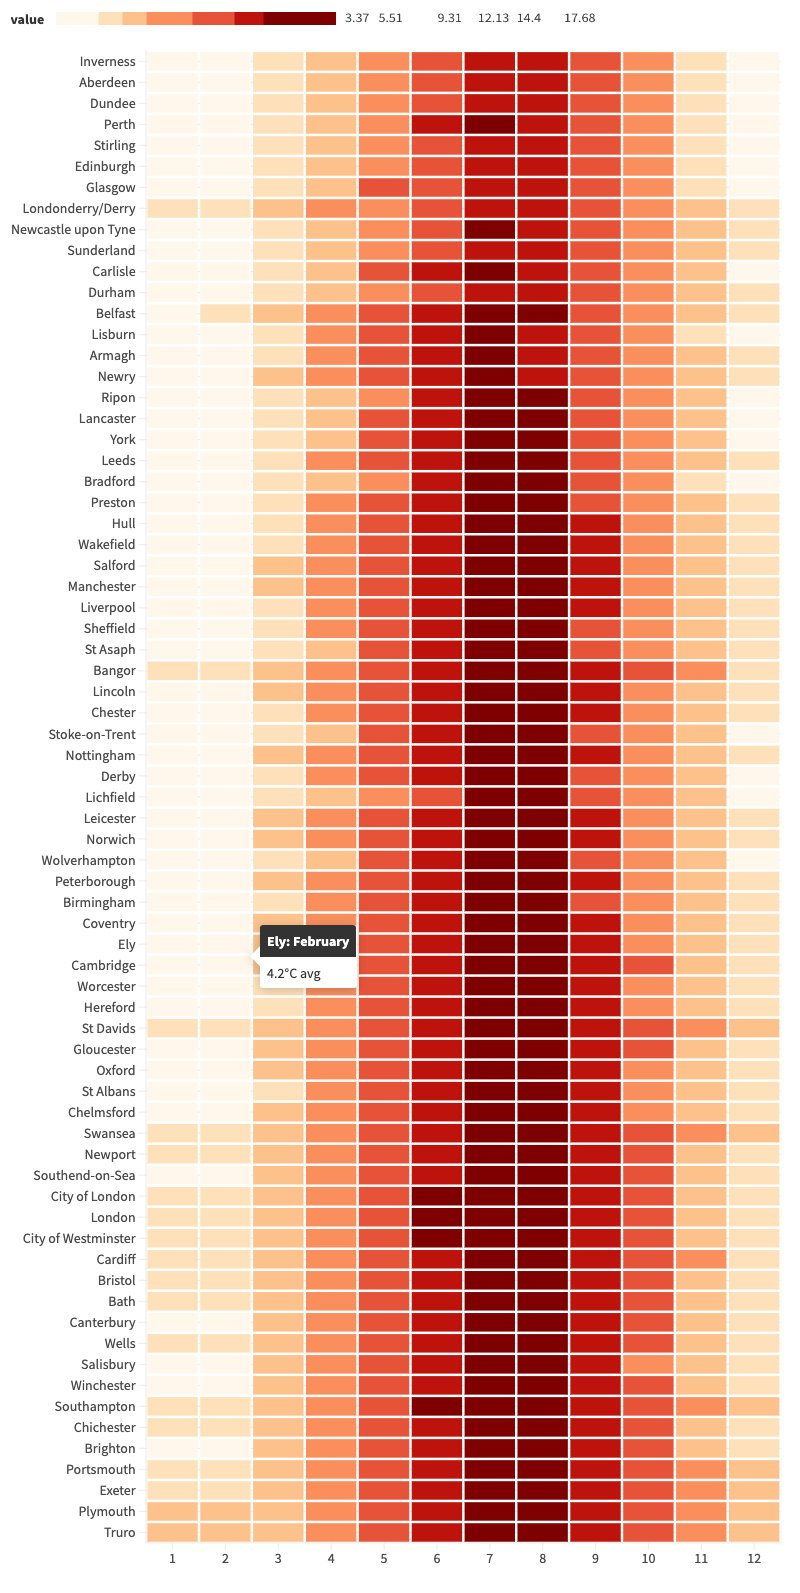 value 3.37 5.51 9.31 12.13 14.4 17.68
Inverness
Aberdeen
Dundee
Perth
Stirling
Edinburgh
Glasgow
Londonderry/Derry
Newcastle upon Tyne
Sunderland
Carlisle
Durham
Belfast
Lisburn
Armagh
Newry
Ripon
Lancaster
York
Leeds
Bradford
Preston
Hull
Wakefield
Salford
Manchester
Liverpool
Sheffield
St Asaph
Bangor
Lincoln
Chester
Stoke-on-Trent
Nottingham
Derby
Lichfield
Leicester
Norwich
Wolverhampton
Peterborough
Birmingham
Coventry
Ely
Ely: February
Cambridge
4.2°C avg
Worcester
Hereford
St Davids
Gloucester
Oxford
St Albans
Chelmsford
Swansea
Newport
Southend-on-Sea
City of London
London
City of Westminster
Cardiff
Bristol
Bath
Canterbury
Wells
Salisbury
Winchester
Southampton
Chichester
Brighton
Portsmouth
Exeter
Plymouth
Truro
1 2 3 4 5 6 7 8 9 10 11 12